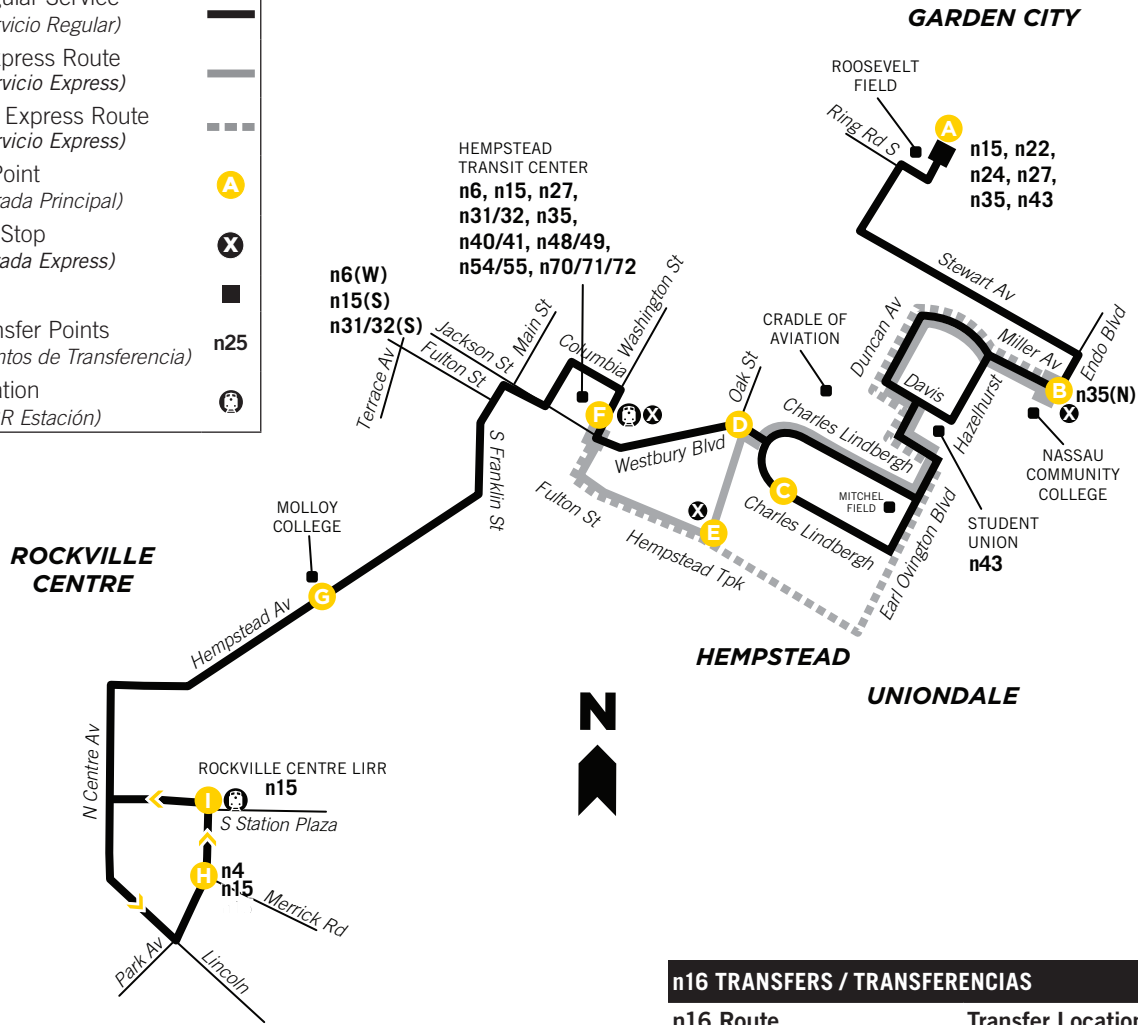 vicio Regular)
press Route
rvicio Express)
Express Route
rvicio Express)
Point
rada Principal)
A
Stop
X
ada Express)
nsfer Points
ntos de Transferencia)
n25
R Estación)
GARDEN CITY
ROOSEVELT
FIELD
Ring Rd S
A
n15, n22,
n24, n27,
n35, n43
HEMPSTEAD
TRANSIT CENTER
n6, n15, n27,
n31/32, n35,
n40/41, n48/49,
n54/55, n70/71/72
n6(W)
n15(S)
n31/32(S)
Terrace Av
Jackson St
Fulton St
Main St
Columbia
Washington St
F
X
Westbury Blvd
Oak St
D
CRADLE OF
AVIATION
Stewart Av
Endo Blvd
Duncan Av
Miller Av
Davis
Hazelhurst
B
n35(N)
X
NASSAU
COMMUNITY
COLLEGE
Charles Lindbergh
C
MITCHEL
FIELD
Charles Lindbergh
Earl Ovington Blvd
STUDENT
UNION
n43
Fulton St
X
E
Hempstead Tpk
S Franklin St
MOLLOY
COLLEGE
G
ROCKVILLE
CENTRE
Hempstead Av
HEMPSTEAD
UNIONDALE
N
N Centre Av
ROCKVILLE CENTRE LIRR
n15
I
S Station Plaza
H
n4
n15
Merrick Rd
Park Av
Lincoln
n16 TRANSFERS / TRANSFERENCIAS
n16 Route
Transfer Location